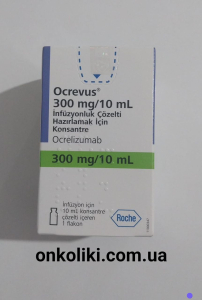 Ocrevus®
300 mg/10 mL
İnfüzyonluk Çözelti
Hazırlamak İçin
Konsantre
Ocrelizumab
300 mg/10 mL
İnfüzyon için
10 mL konsantre
çözelti içeren
1 flakon
Roche
onkoliki.com.ua